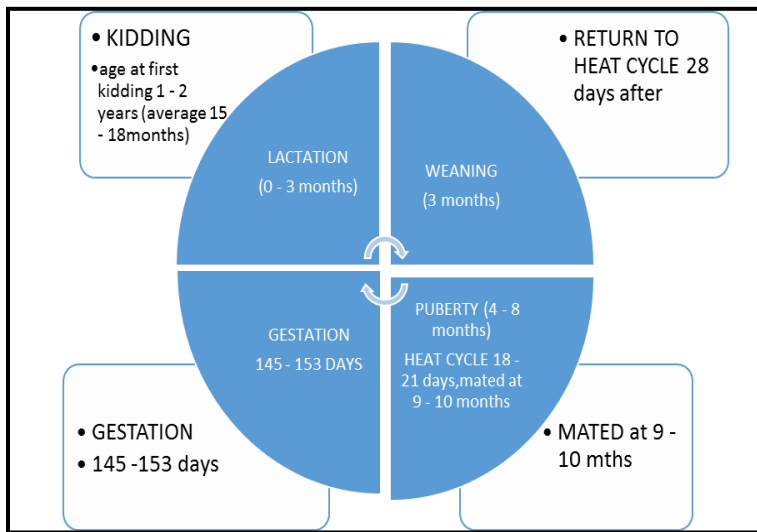 • KIDDING
•age at first
kidding 1 - 2
years (average 15
- 18months)
• RETURN TO
HEAT CYCLE 28
days after
LACTATION
(0 - 3 months)
WEANING
(3 months)
GESTATION
145 - 153 DAYS
PUBERTY (4 - 8
months)
HEAT CYCLE 18 -
21 days,mated at
9 - 10 months
• GESTATION
• 145 -153 days
• MATED at 9 -
10 mths